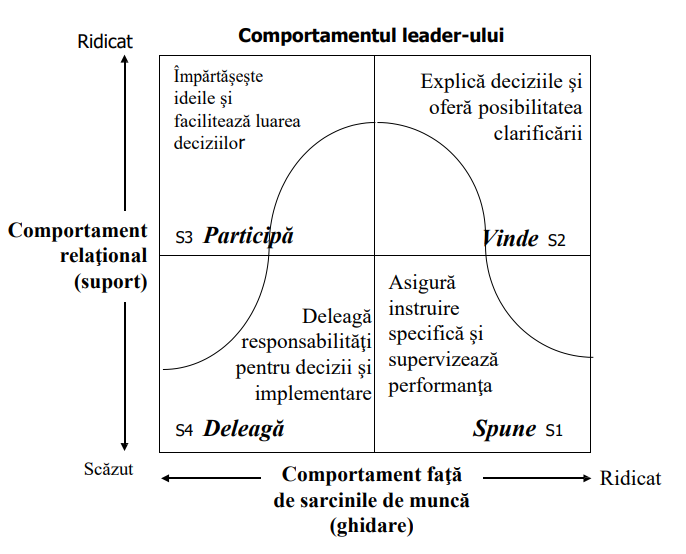 Comportamentul leader-ului
Ridicat
Împărtășește
ideile și
facilitează luarea
deciziilor
Explică deciziile şi
oferă posibilitatea
clarificării
S3 Participă
Vinde S2
Comportament
relaţional
(suport)
Deleagă
responsabilităţi
pentru decizii şi
implementare
Asigură
instruire
specifică şi
supervizează
performanţa
S4 Deleagă
Spune S1
Scăzut
Comportament faţă
de sarcinile de muncă
(ghidare)
Ridicat